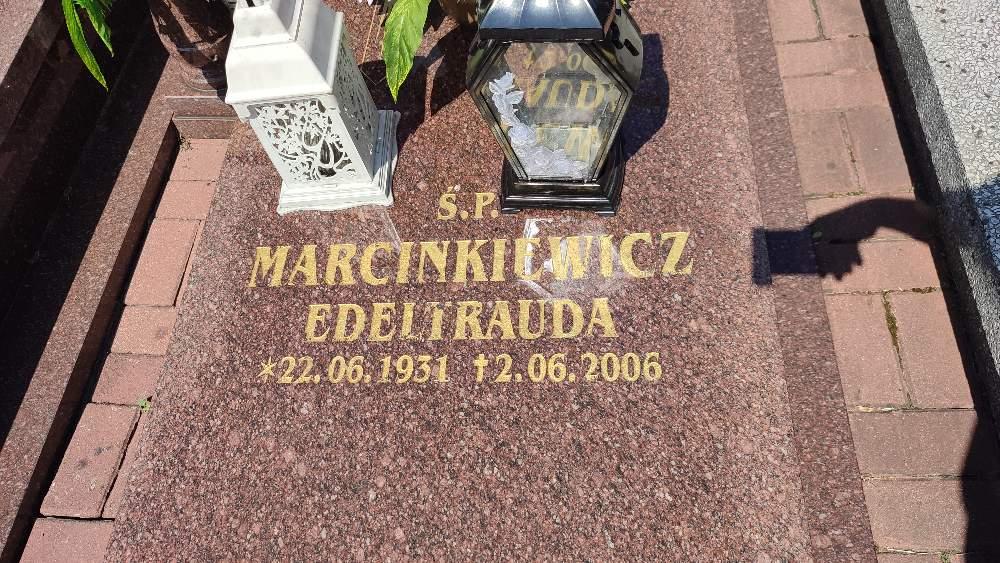 Ś.P.
MARCINKIEWICZ
EDELTRAUDA
*22.06.1931 †2.06.2006